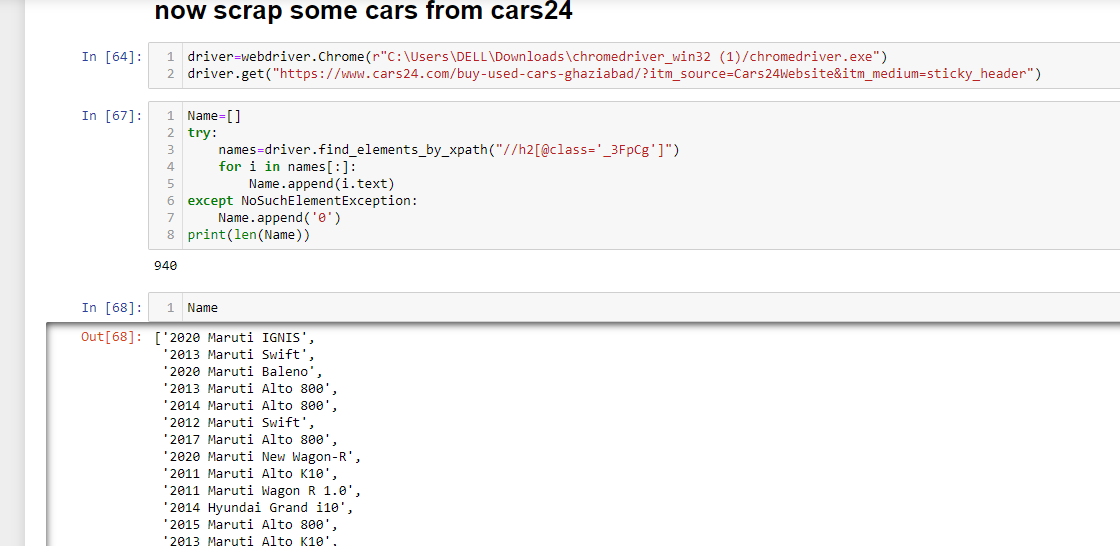 now scrap some cars from cars24
In [64]:
1 driver=webdriver.Chrome(r"C:\Users\DELL\Downloads\chromedriver_win32 (1)/chromedriver.exe")
2 driver.get("https://www.cars24.com/buy-used-cars-ghaziabad/?itm_source=Cars24Website&itm_medium=sticky_header")
In [67]:
1 Name=[]
2 try:
3     names=driver.find_elements_by_xpath("//h2[@class='_3FpCg']")
4     for i in names[:]:
5         Name.append(i.text)
6 except NoSuchElementException:
7     Name.append('0')
8 print(len(Name))
940
In [68]:
1 Name
Out[68]: ['2020 Maruti IGNIS',
'2013 Maruti Swift',
'2020 Maruti Baleno',
'2013 Maruti Alto 800',
'2014 Maruti Alto 800',
'2012 Maruti Swift',
'2017 Maruti Alto 800',
'2020 Maruti New Wagon-R',
'2011 Maruti Alto K10',
'2011 Maruti Wagon R 1.0',
'2014 Hyundai Grand i10',
'2015 Maruti Alto 800',
'2013 Maruti Alto K10',